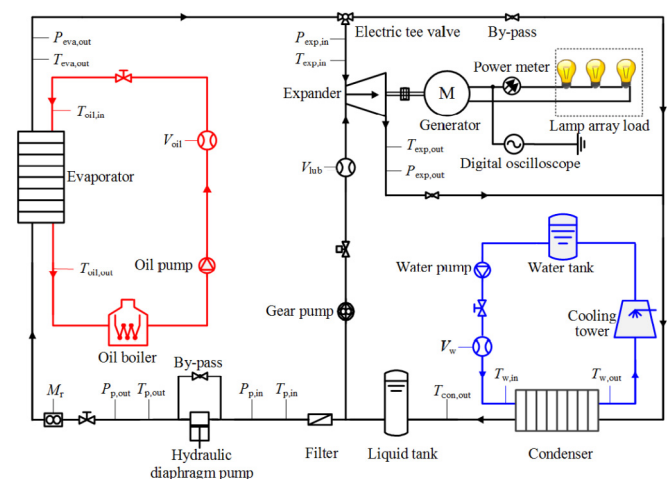 Electric tee valve
By-pass
P_eva,out
T_eva,out
P_exp,in
T_exp,in
Power meter
Expander
M
Generator
Lamp array load
T_oil,in
V_oil
Digital oscilloscope
T_exp,out
P_exp,out
Evaporator
V_lub
T_oil,out
Oil pump
Water pump
Water tank
Oil boiler
Gear pump
Cooling
tower
V_w
By-pass
T_w,in
T_w,out
M_r
P_p,out
T_p,out
P_p,in
T_p,in
T_con,out
Hydraulic
diaphragm pump
Filter
Liquid tank
Condenser